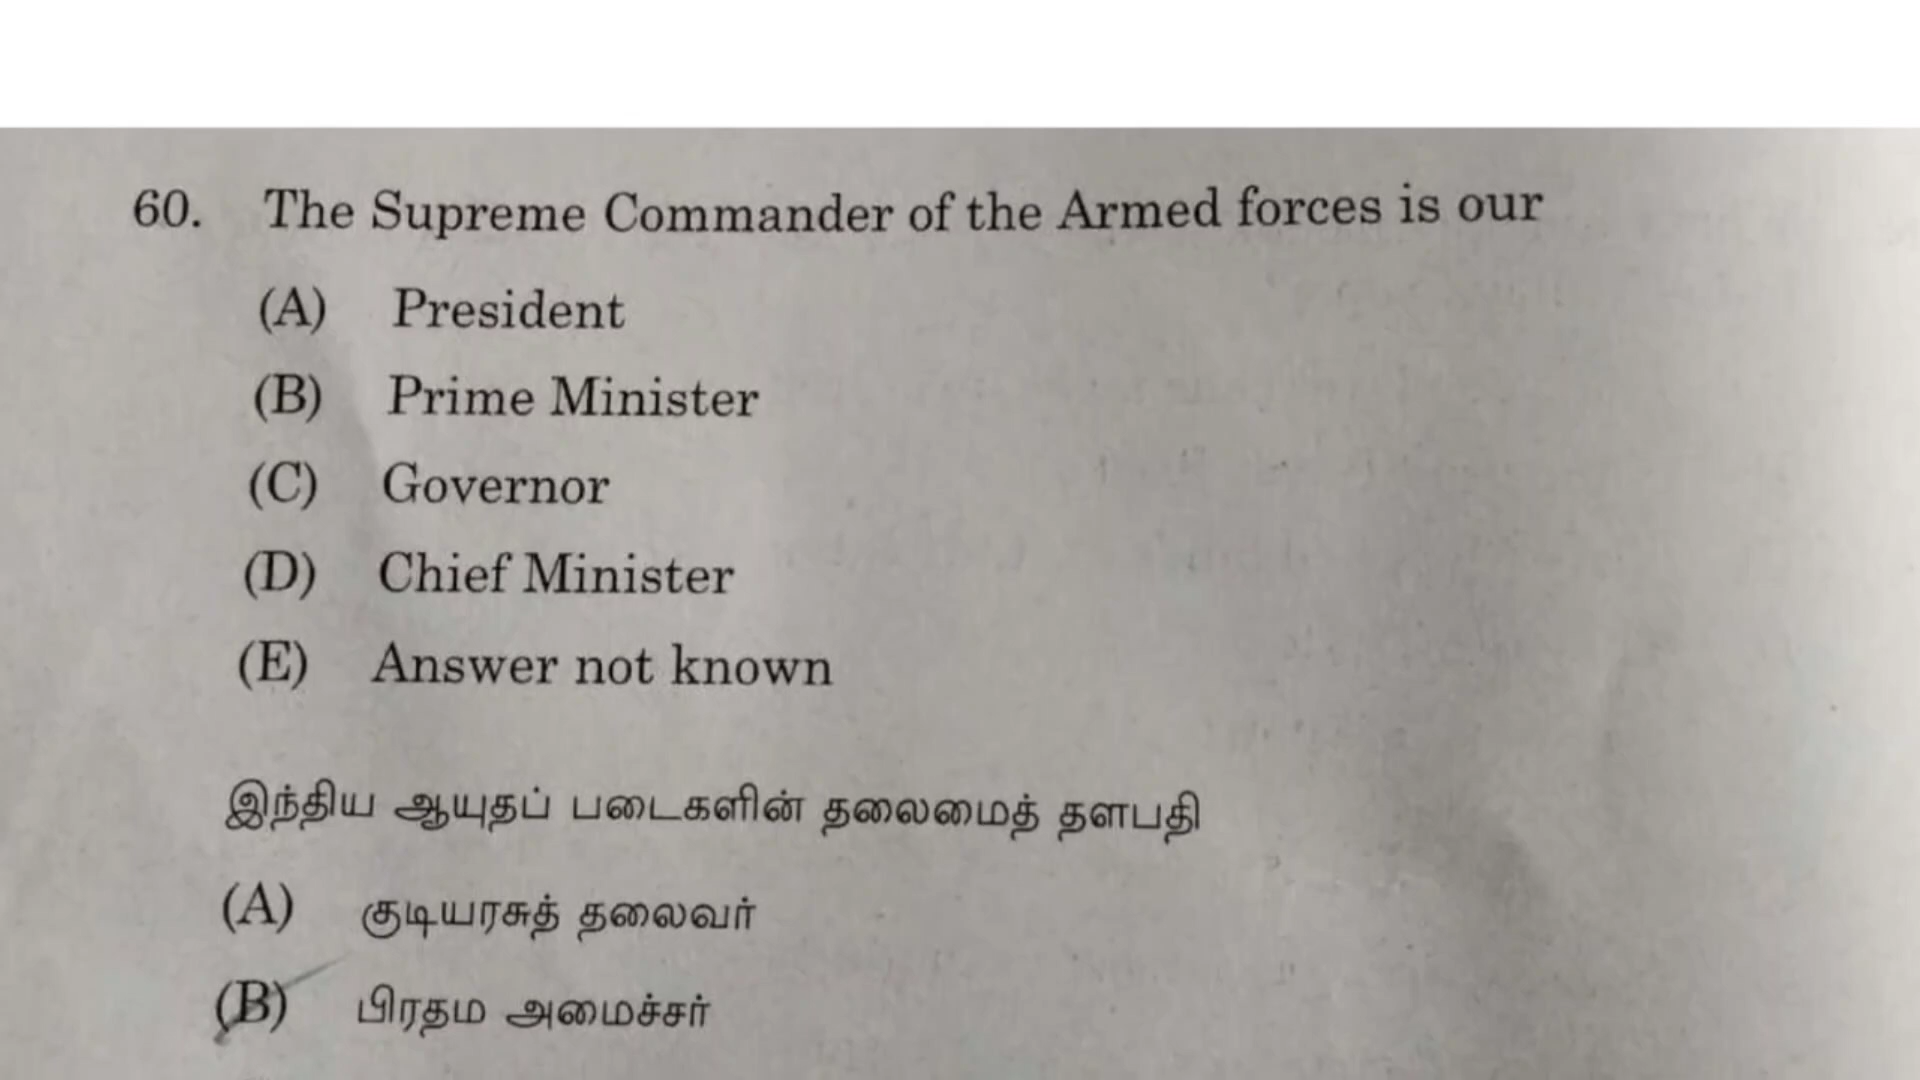 60. The Supreme Commander of the Armed forces is our
(A) President
(B) Prime Minister
(C) Governor
(D) Chief Minister
(E) Answer not known
இந்திய ஆயுதப் படைகளின் தலைமைத் தளபதி
(A) குடியரசுத் தலைவர்
(B) பிரதம அமைச்சர்